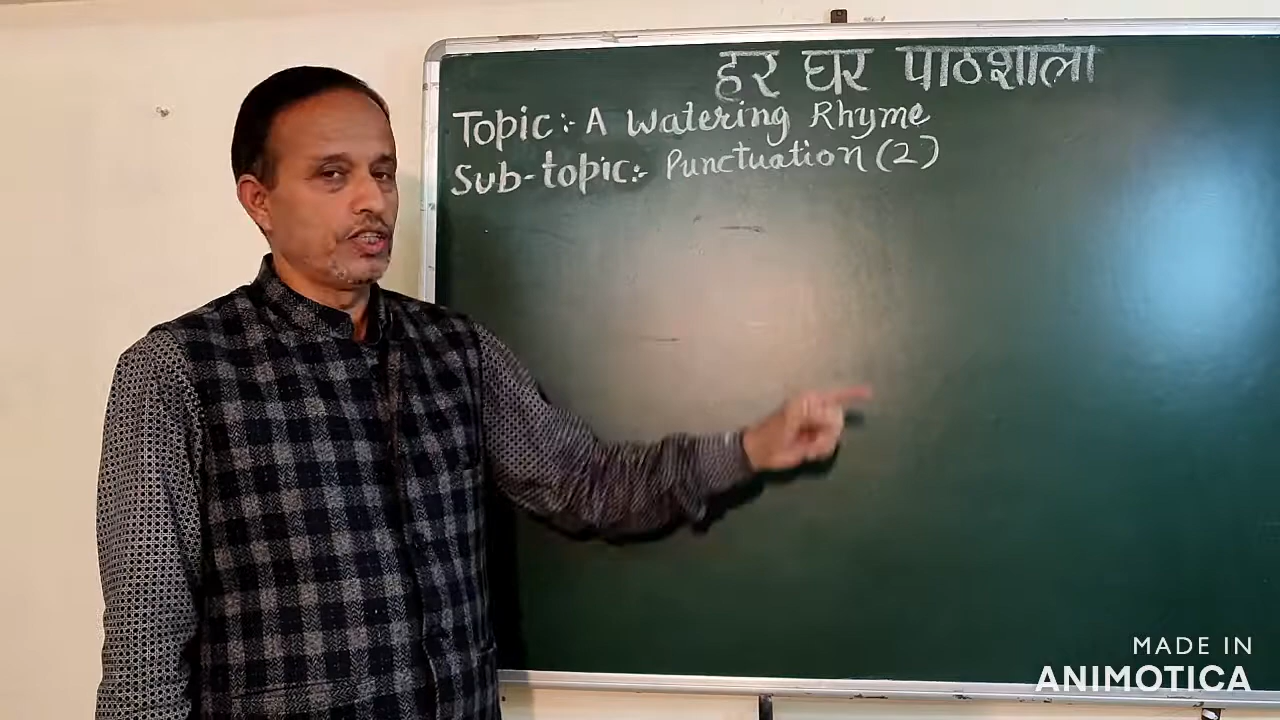 हर घर पाठशाला
Topic:- A Watering Rhyme
Sub-topic:- Punctuation (2)
MADE IN
ANIMOTICA